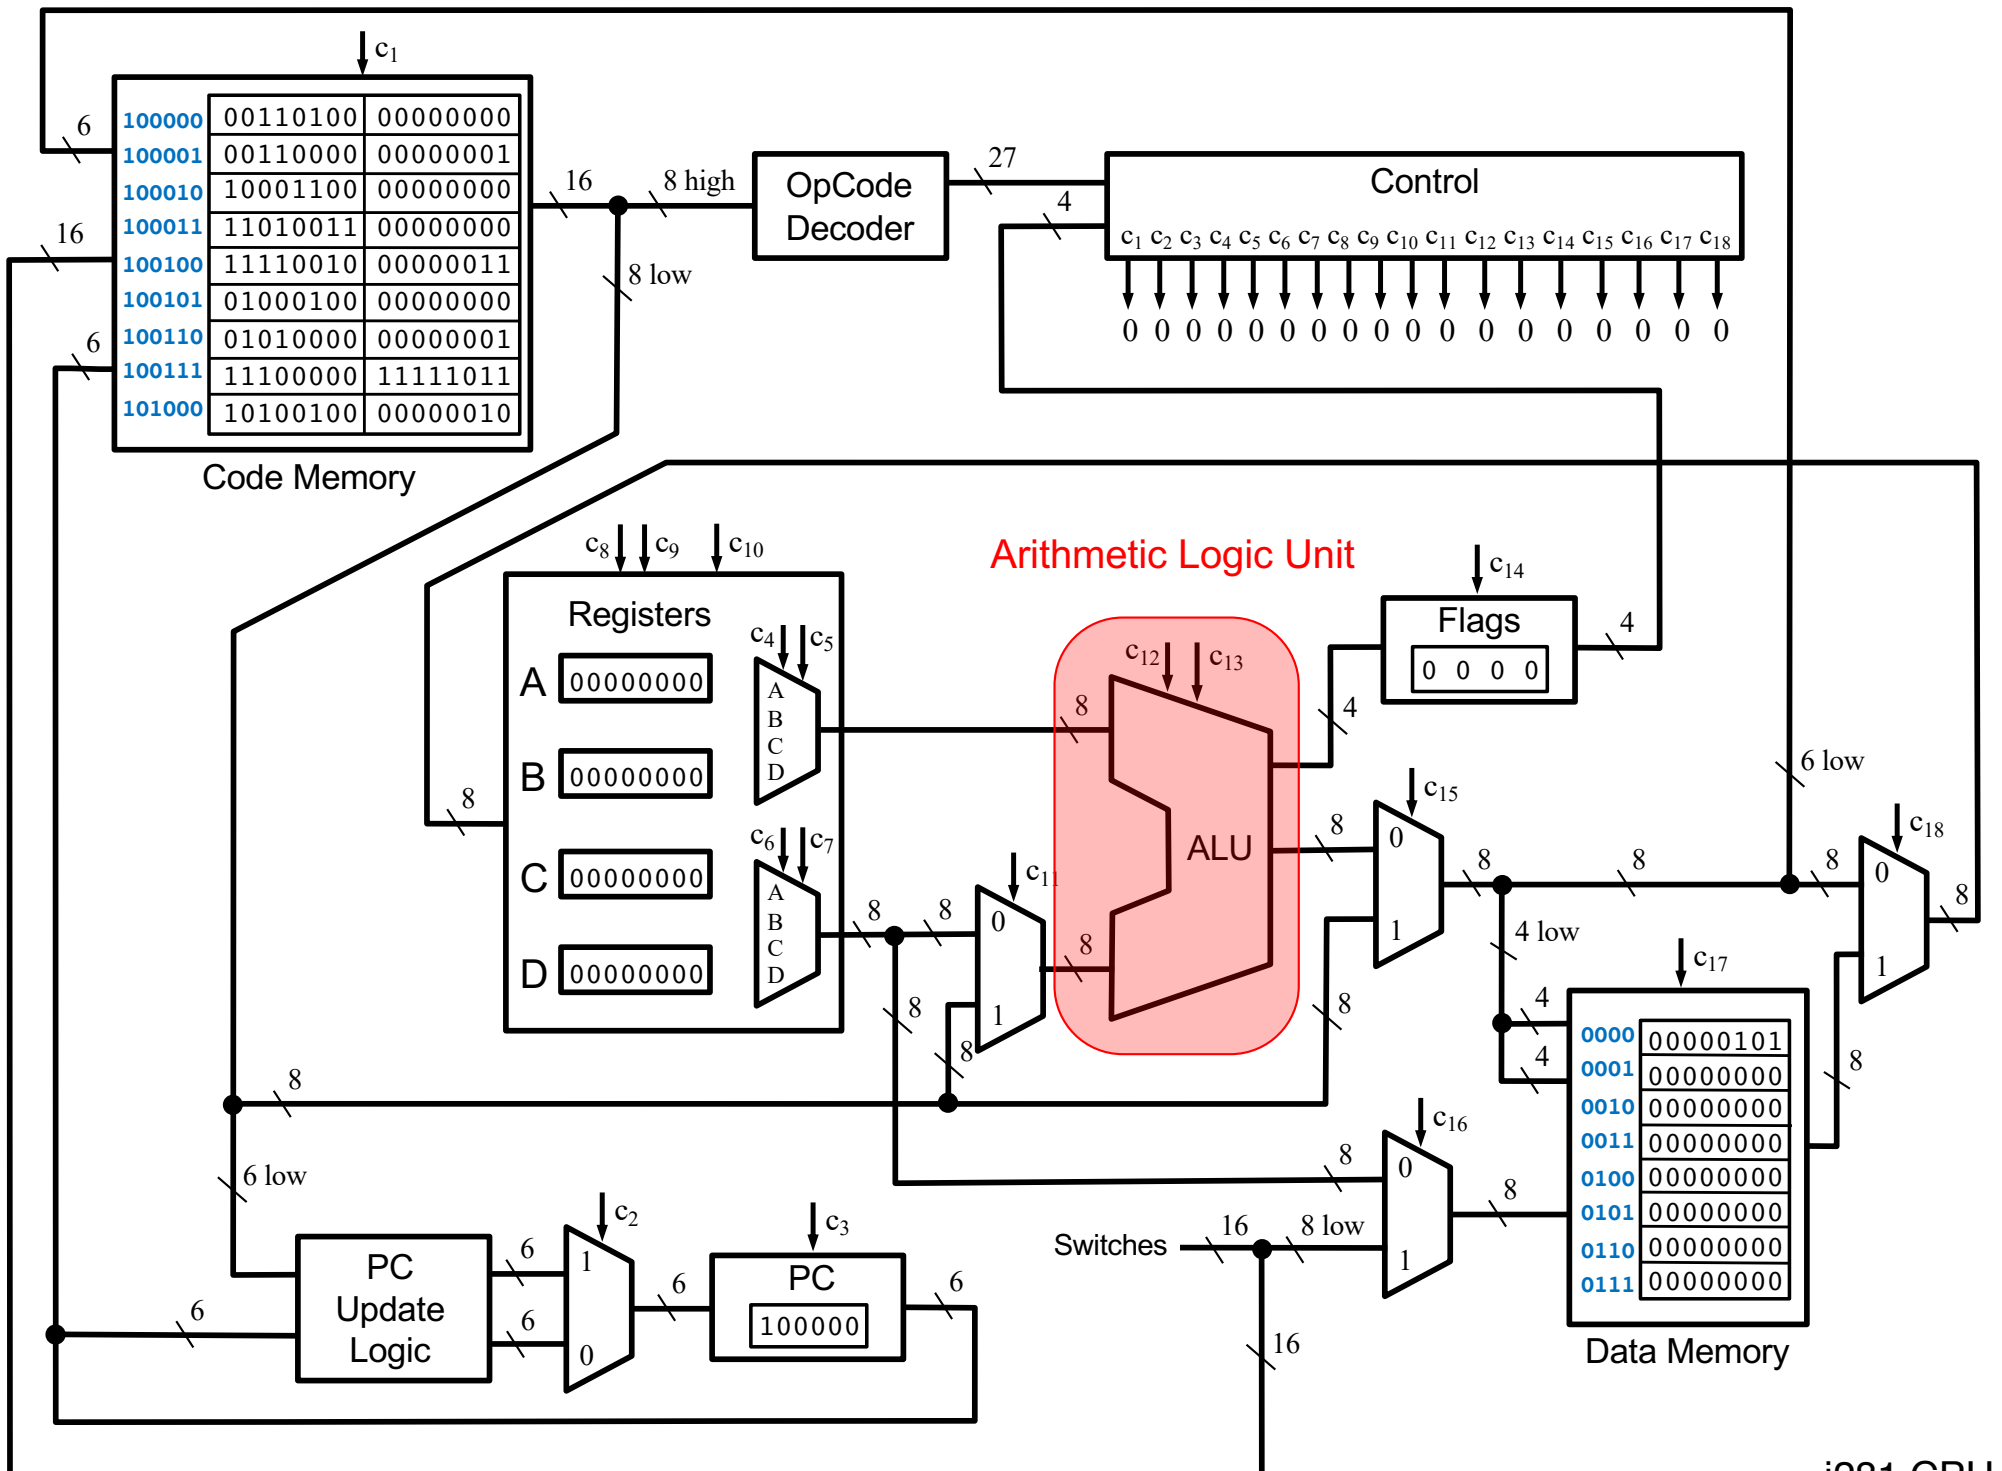 c1
100000 00110100 00000000
100001 00110000 00000001
100010 10001100 00000000
100011 11010011 00000000
100100 11110010 00000011
100101 01000100 00000000
100110 01010000 00000001
100111 11100000 11111011
101000 10100100 00000010
Code Memory
6
16
6
16
8 high
8 low
OpCode
Decoder
27
4
Control
c1 c2 c3 c4 c5 c6 c7 c8 c9 c10 c11 c12 c13 c14 c15 c16 c17 c18
0 0 0 0 0 0 0 0 0 0 0 0 0 0 0 0 0 0
c8 c9 c10
Registers
A 00000000
B 00000000
C 00000000
D 00000000
c4 c5
A
B
C
D
c6 c7
A
B
C
D
8
8
8
8
8
c11
0
1
8
8
Arithmetic Logic Unit
c12 c13
8
ALU
4
c14
Flags
0 0 0 0
4
8
c15
0
1
8
8
8
6 low
8
c18
0
1
8
4 low
4
4
c17
0000 00000101
0001 00000000
0010 00000000
0011 00000000
0100 00000000
0101 00000000
0110 00000000
0111 00000000
Data Memory
8
c16
0
1
8
8
Switches
16
8 low
16
8
6 low
6
PC
Update
Logic
6
6
c2
1
0
6
c3
PC
100000
6